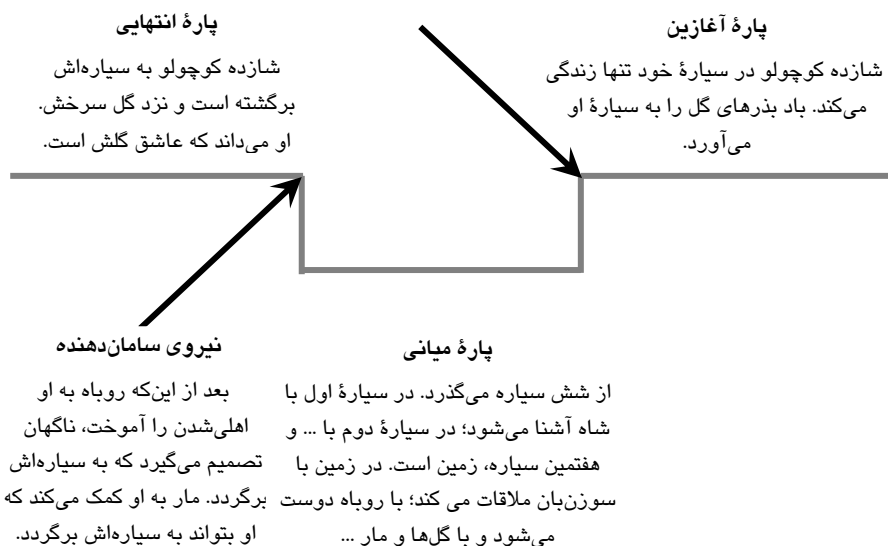 پارهٔ آغازین
شازده کوچولو در سیارهٔ خود تنها زندگی
می‌کند. باد بذرهای گل را به سیارهٔ او
می‌آورد.
پارهٔ انتهایی
شازده کوچولو به سیاره‌اش
برگشته است و نزد گل سرخش.
او می‌داند که عاشق گلش است.
پارهٔ میانی
از شش سیاره می‌گذرد. در سیارهٔ اول با
شاه آشنا می‌شود؛ در سیارهٔ دوم با ... و
هفتمین سیاره، زمین است. در زمین با
سوزن‌بان ملاقات می کند؛ با روباه دوست
می‌شود و با گل‌ها و مار ...
نیروی سامان‌دهنده
بعد از این‌که روباه به او
اهلی‌شدن را آموخت، ناگهان
تصمیم می‌گیرد که به سیاره‌اش
برگردد. مار به او کمک می‌کند که
او بتواند به سیاره‌اش برگردد.